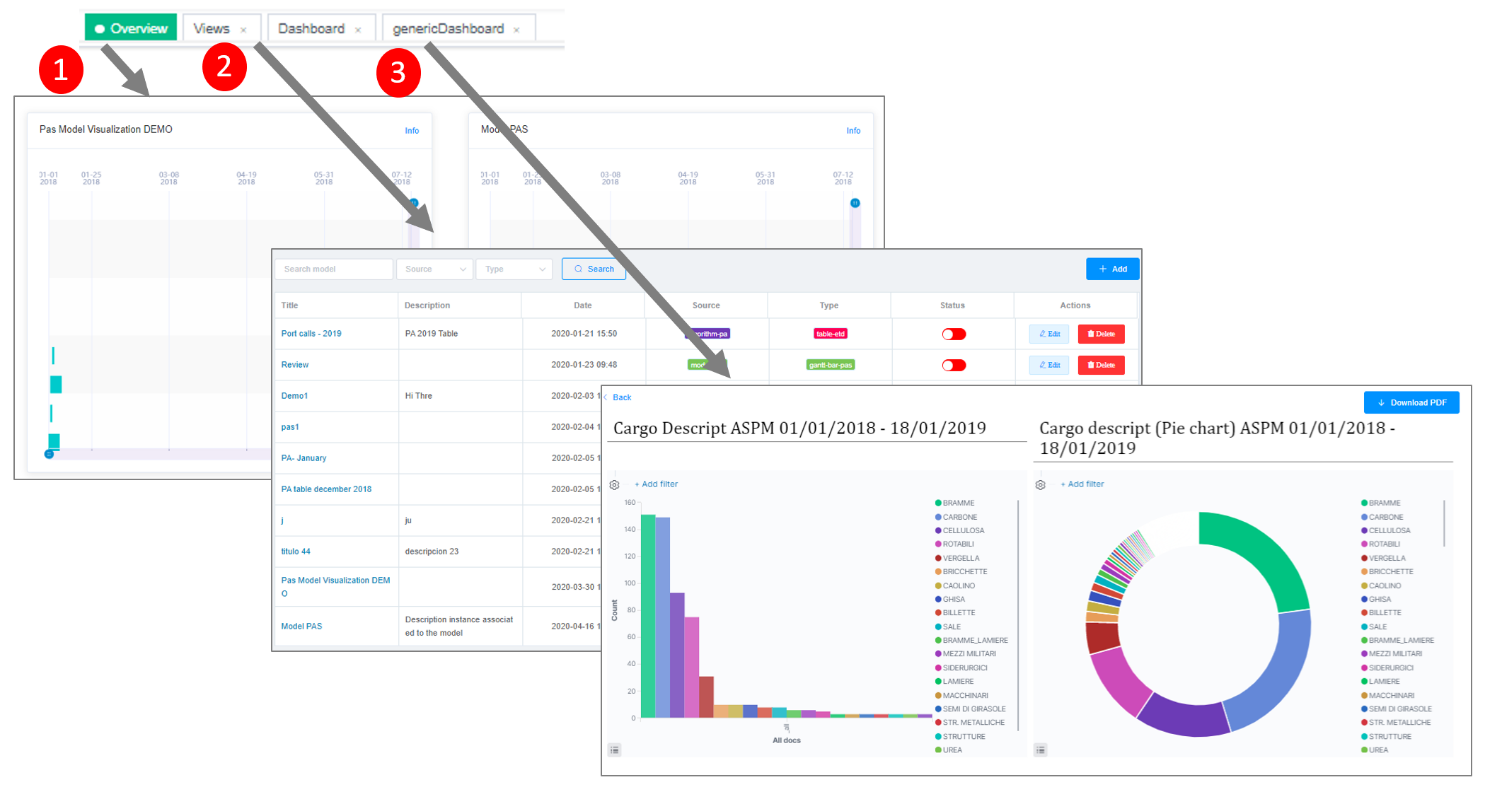 Overview Views × Dashboard × genericDashboard ×
1 2 3
Pas Model Visualization DEMO Info
01-01 01-25 03-08 04-19 05-31 07-12
2018 2018 2018 2018 2018 2018
Model PAS Info
01-01 03-08 04-19 05-31 07-12
2018 2018 2018 2018 2018
Search model Source Type Search + Add
Title Description Date Source Type Status Actions
Port calls - 2019 PA 2019 Table 2020-01-21 15:50 table-etd Edit Delete
Review 2020-01-23 09:48 gantt-bar-pas Edit Delete
Demo1 Hi Thre 2020-02-03 1
pas1 2020-02-04 1
PA- January 2020-02-05 1
PA table december 2018 2020-02-05 1
j ju 2020-02-21 1
titulo 44 descripcion 23 2020-02-21 1
Pas Model Visualization DEM
O
2020-03-30 1
Model PAS
Description instance associat
ed to the model
2020-04-16 1
< Back Download PDF
Cargo Descript ASPM 01/01/2018 - 18/01/2019
+ Add filter
160
140
120
100
80
60
40
20
0
Count
All docs
BRAMME
CARBONE
CELLULOSA
ROTABILI
VERGELLA
BRICCHETTE
CAOLINO
GHISA
BILLETTE
SALE
BRAMME_LAMIERE
MEZZI MILITARI
SIDERURGICI
LAMIERE
MACCHINARI
SEMI DI GIRASOLE
STR. METALLICHE
STRUTTURE
UREA
Cargo descript (Pie chart) ASPM 01/01/2018 -
18/01/2019
+ Add filter
BRAMME
CARBONE
CELLULOSA
ROTABILI
VERGELLA
BRICCHETTE
CAOLINO
GHISA
BILLETTE
SALE
BRAMME_LAMIERE
MEZZI MILITARI
SIDERURGICI
LAMIERE
MACCHINARI
SEMI DI GIRASOLE
STR. METALLICHE
STRUTTURE
UREA